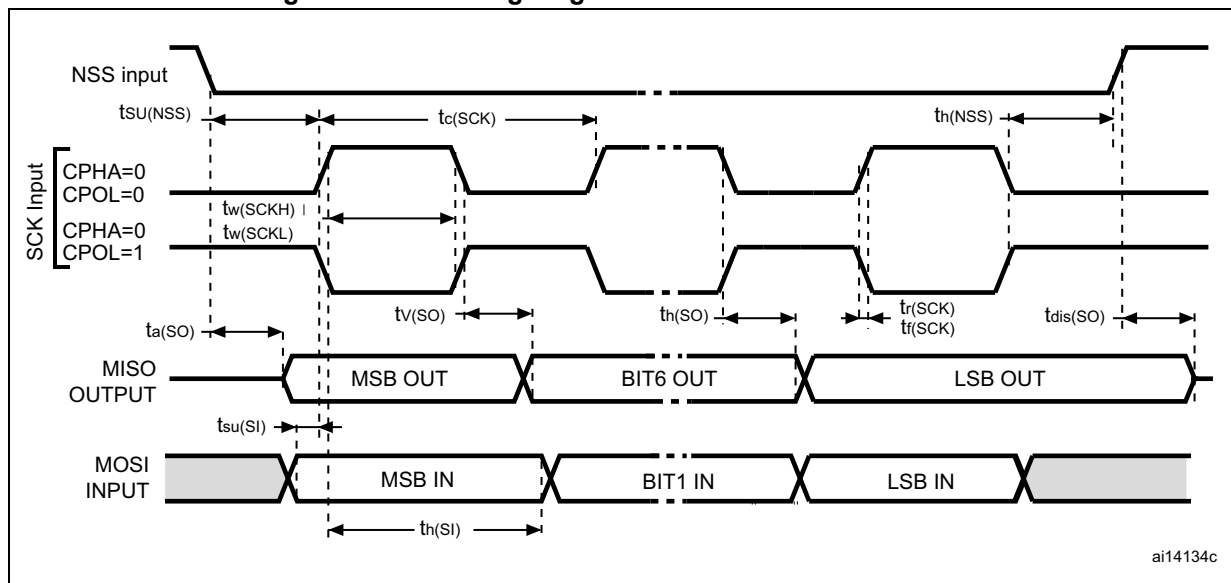 NSS input
tSU(NSS)
tc(SCK)
th(NSS)
SCK Input
CPHA=0
CPOL=0
CPHA=0
CPOL=1
tw(SCKH)
tw(SCKL)
ta(SO)
tV(SO)
th(SO)
tr(SCK)
tf(SCK)
tdis(SO)
MISO
OUTPUT
MSB OUT
BIT6 OUT
LSB OUT
tsu(SI)
MOSI
INPUT
MSB IN
BIT1 IN
LSB IN
th(SI)
ai14134c